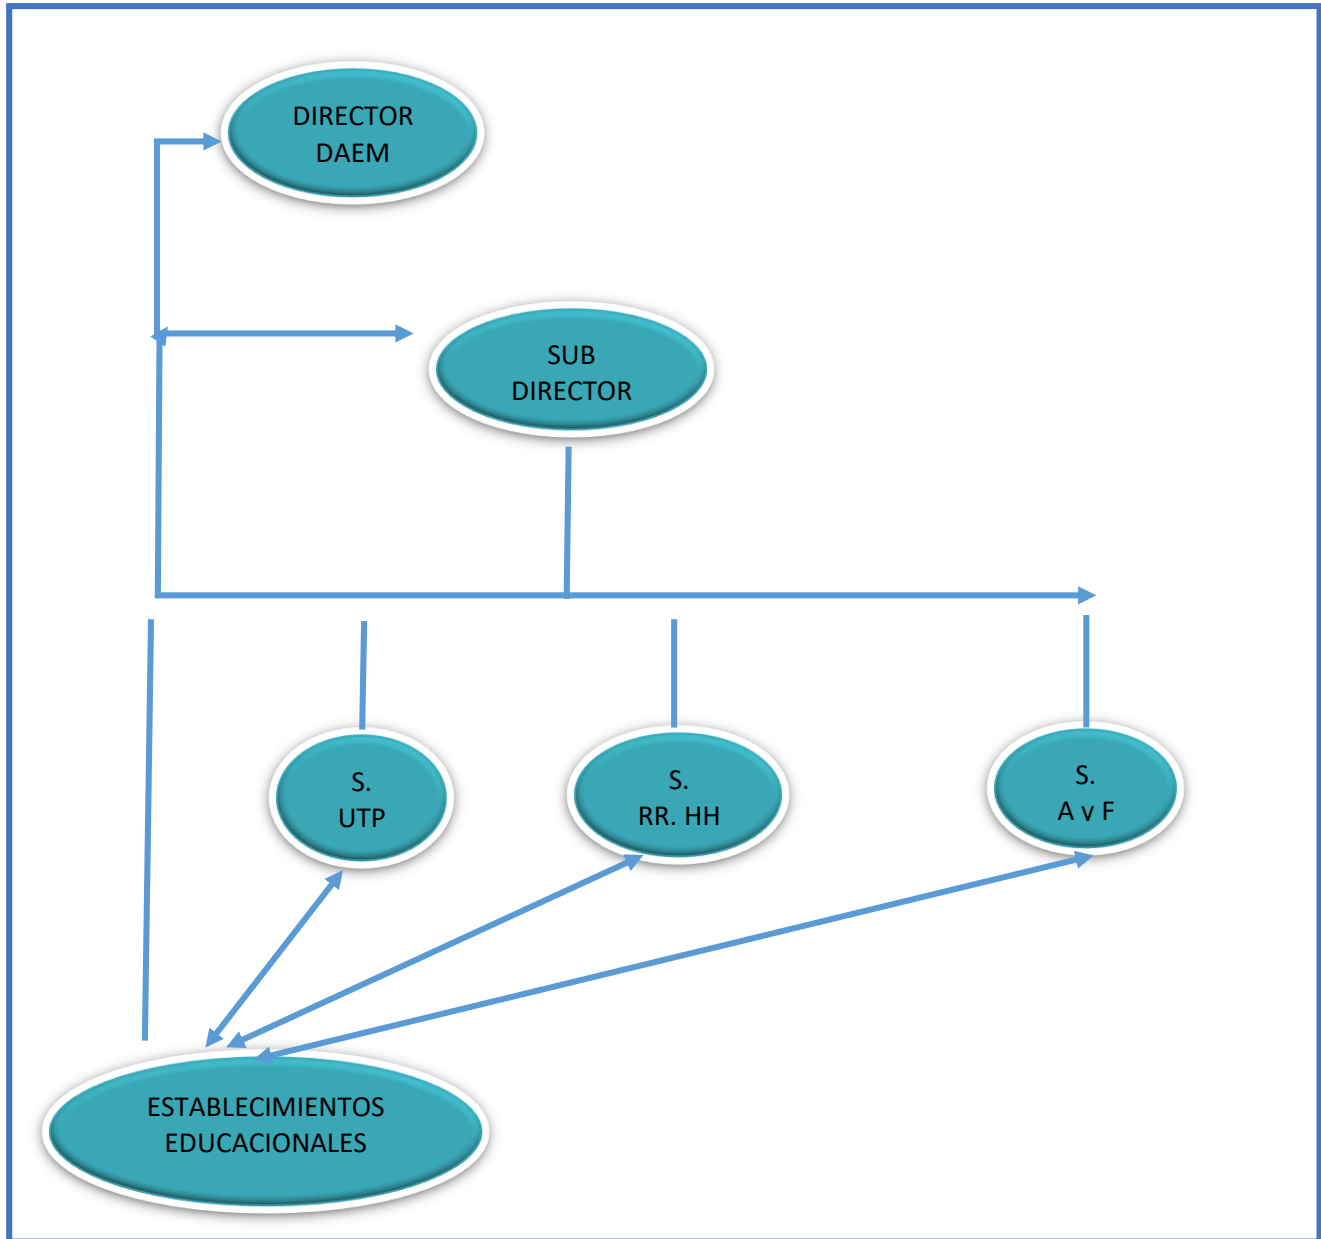 DIRECTOR
DAEM
SUB
DIRECTOR
S.
UTP
S.
RR. HH
S.
A v F
ESTABLECIMIENTOS
EDUCACIONALES